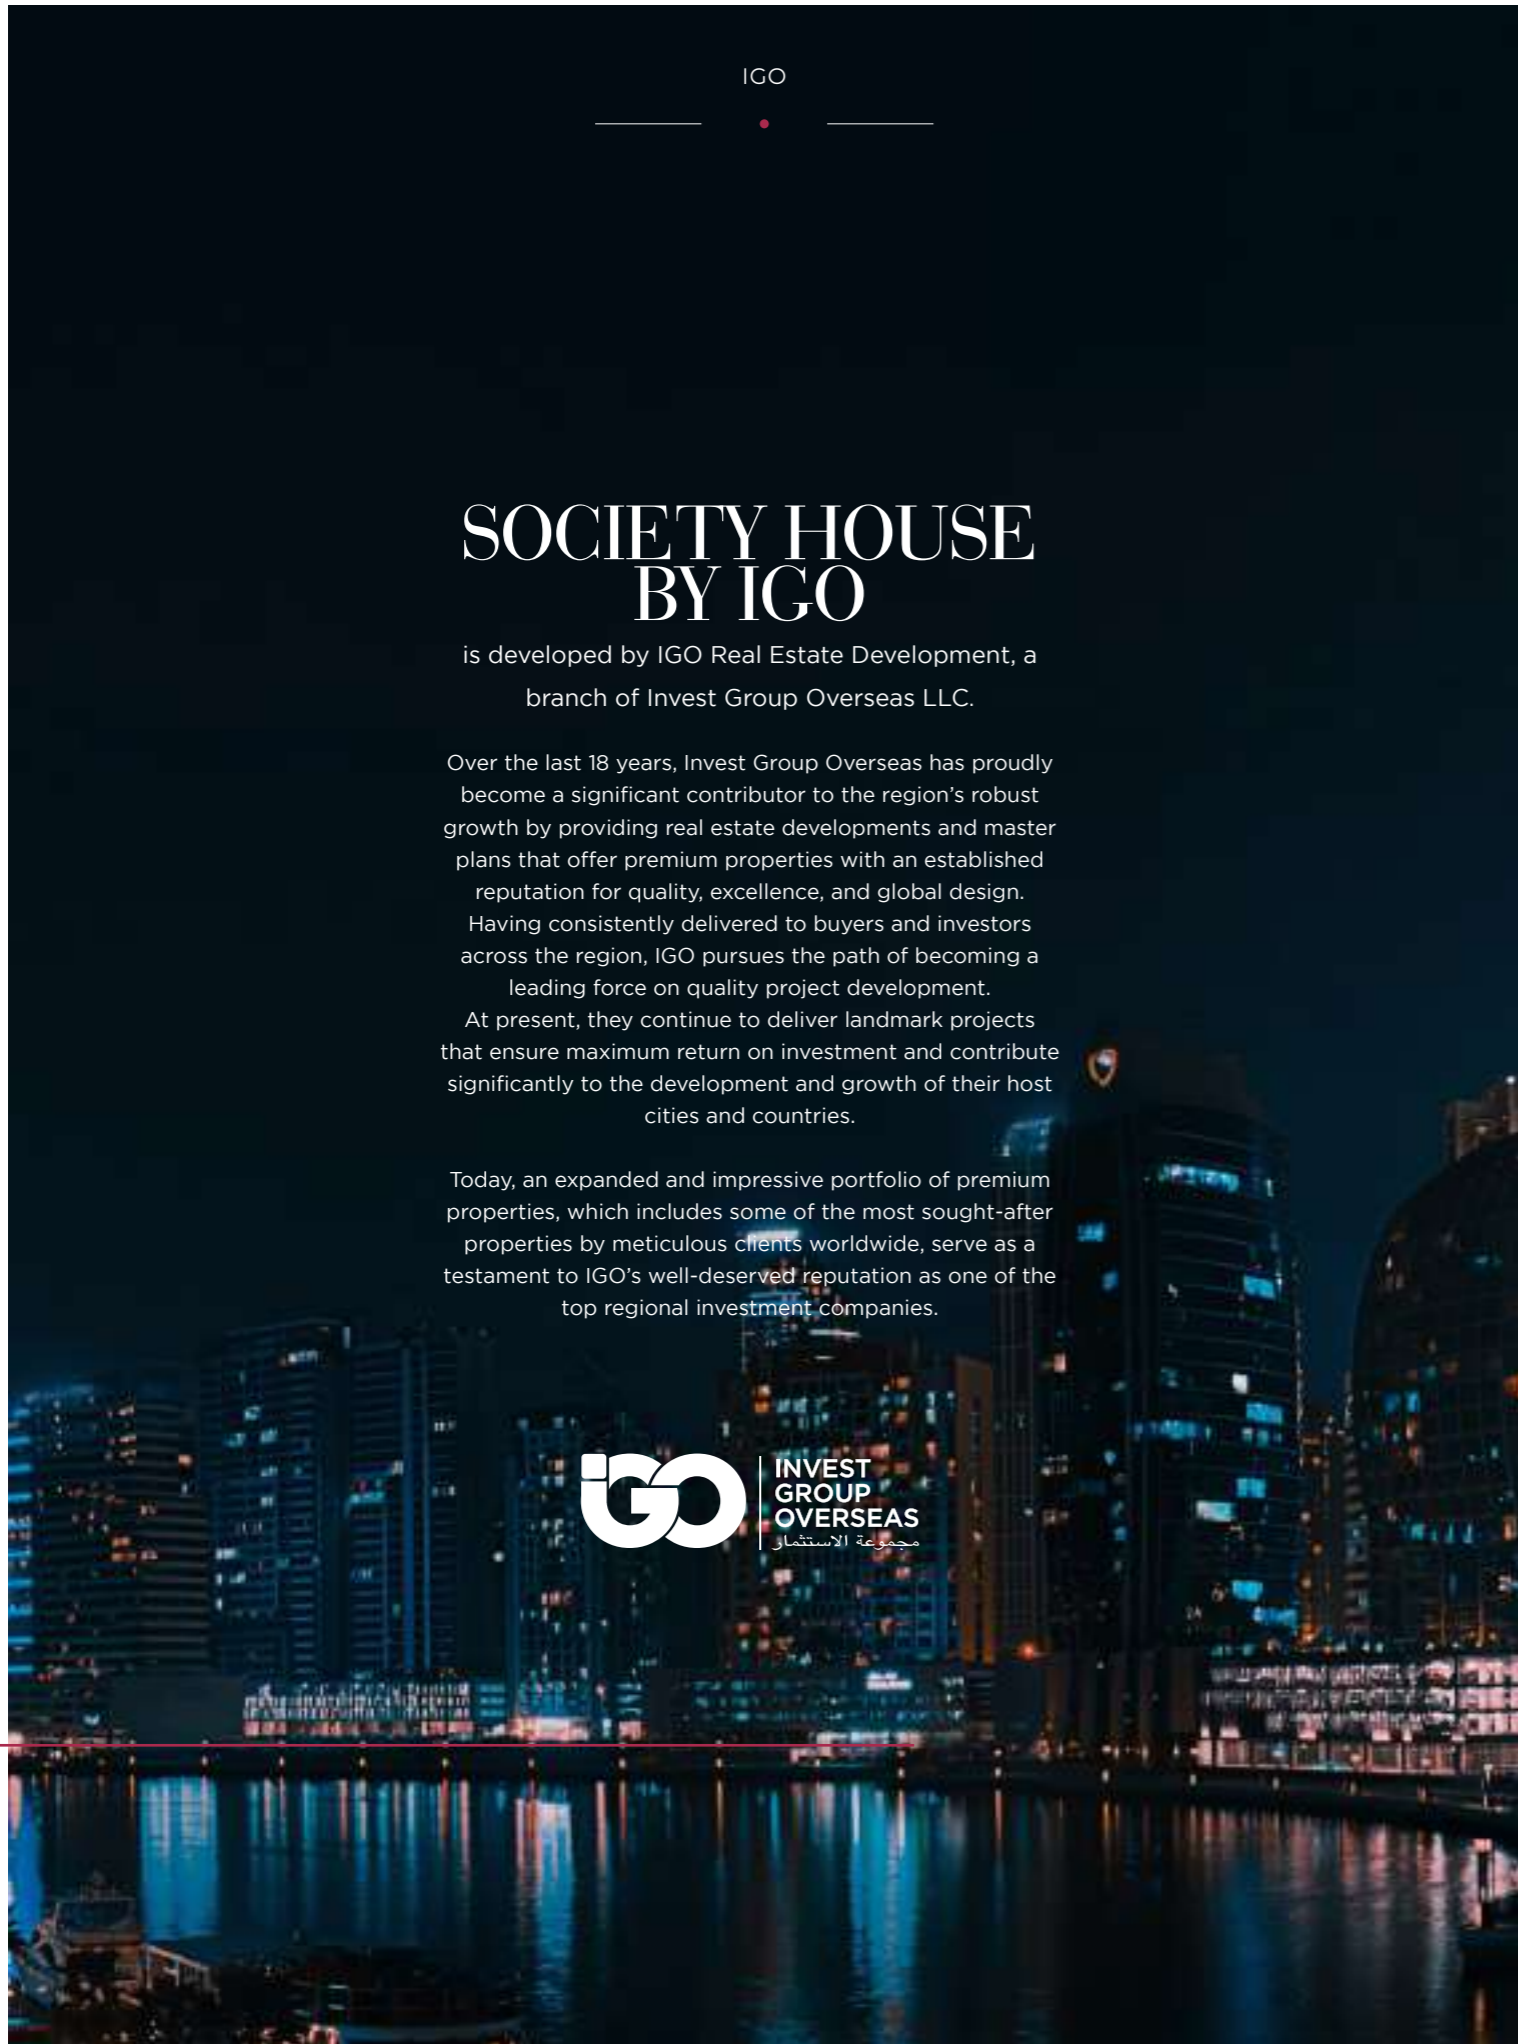 IGO
SOCIETY HOUSE
BY IGO
is developed by IGO Real Estate Development, a
branch of Invest Group Overseas LLC.
Over the last 18 years, Invest Group Overseas has proudly
become a significant contributor to the region’s robust
growth by providing real estate developments and master
plans that offer premium properties with an established
reputation for quality, excellence, and global design.
Having consistently delivered to buyers and investors
across the region, IGO pursues the path of becoming a
leading force on quality project development.
At present, they continue to deliver landmark projects
that ensure maximum return on investment and contribute
significantly to the development and growth of their host
cities and countries.
Today, an expanded and impressive portfolio of premium
properties, which includes some of the most sought-after
properties by meticulous clients worldwide, serve as a
testament to IGO’s well-deserved reputation as one of the
top regional investment companies.
iGO
INVEST
GROUP
OVERSEAS
مجموعة الاستثمار